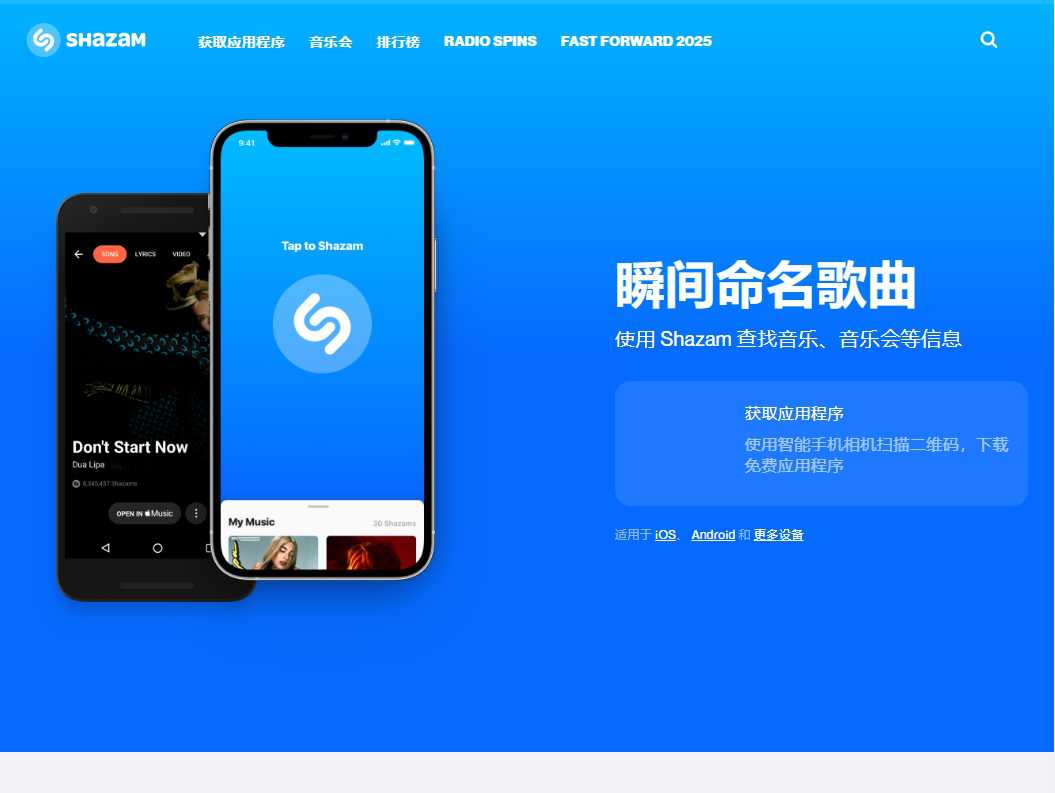 SHAZAM
获取应用程序 音乐会 排行榜 RADIO SPINS FAST FORWARD 2025
9:41
Tap to Shazam
SONG LYRICS VIDEO
Don't Start Now
Dua Lipa
8,345,457 Shazams
OPEN IN Music
My Music 30 Shazams
瞬间命名歌曲
使用 Shazam 查找音乐、音乐会等信息
获取应用程序
使用智能手机相机扫描二维码，下载
免费应用程序
适用于 iOS、 Android 和 更多设备